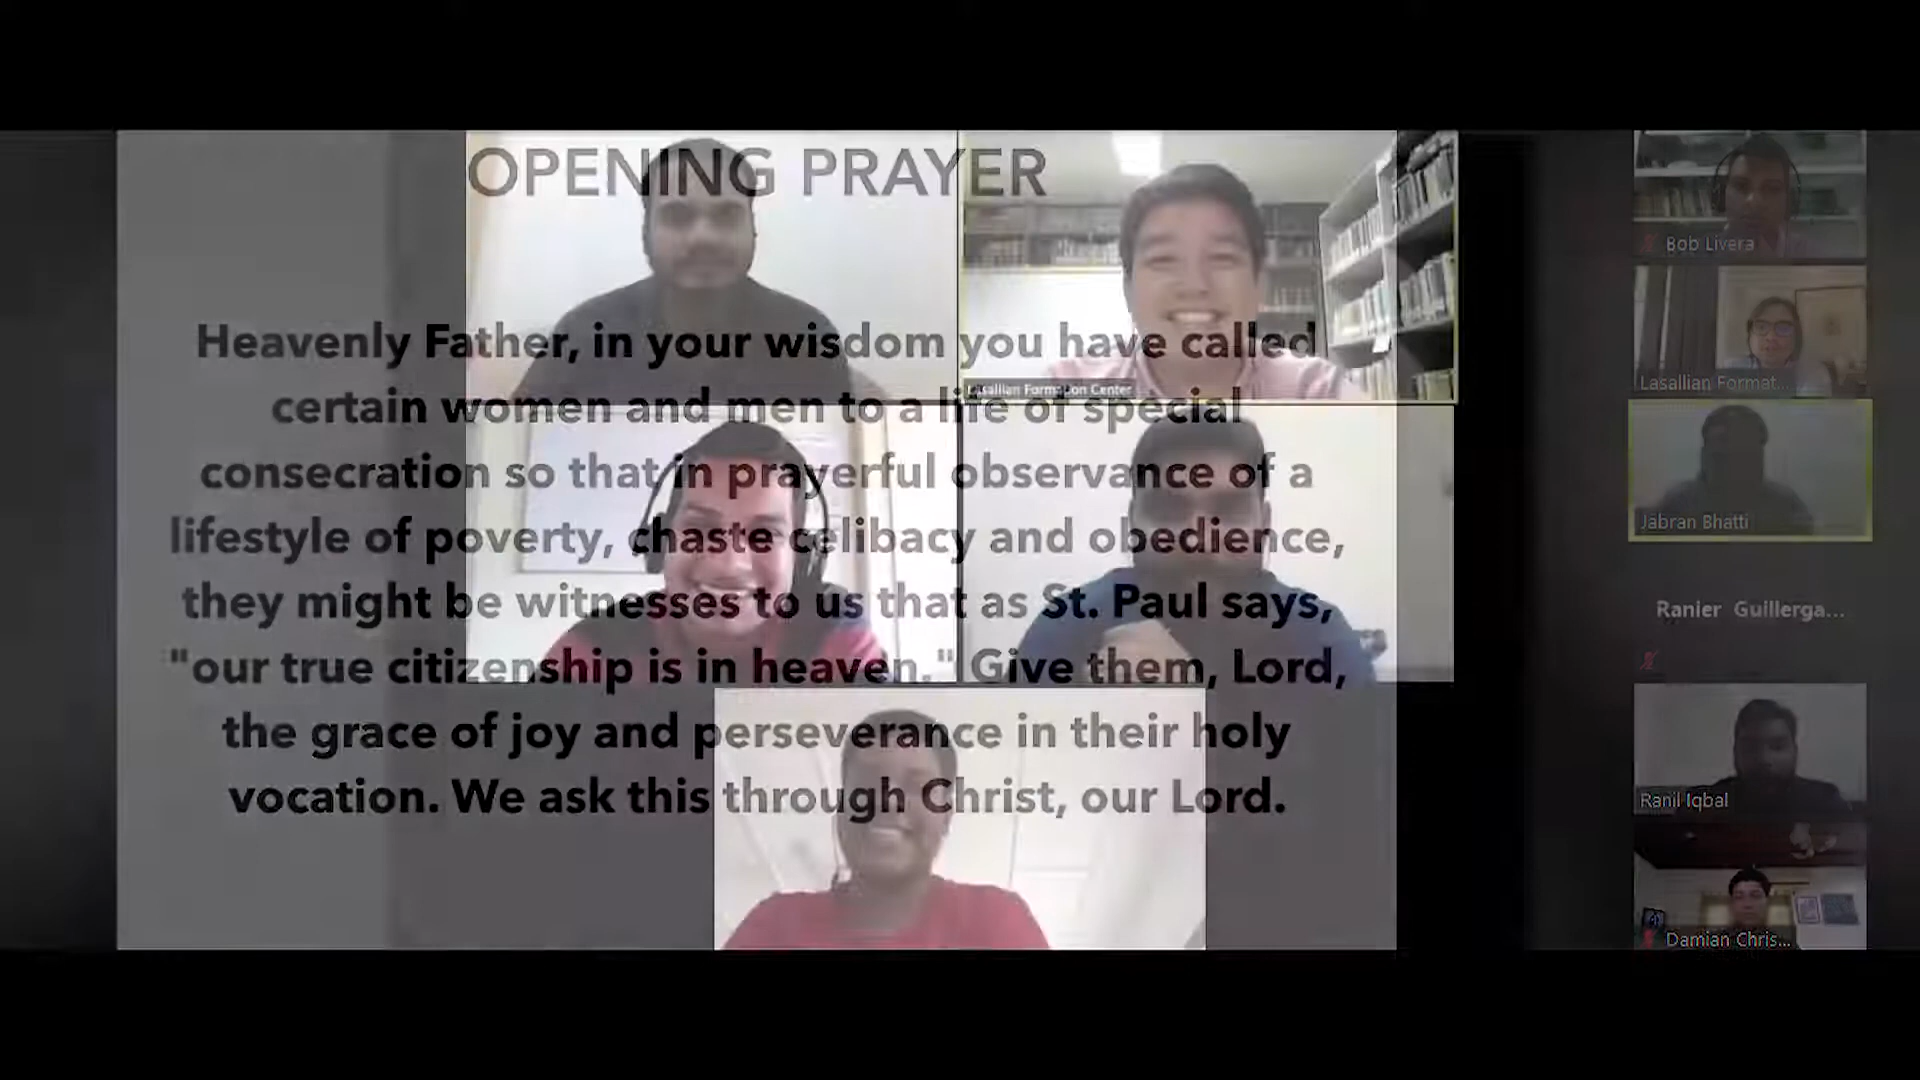 OPENING PRAYER
Heavenly Father, in your wisdom you have called
certain women and men to a life of special
consecration so that in prayerful observance of a
lifestyle of poverty, chaste celibacy and obedience,
they might be witnesses to us that as St. Paul says,
"our true citizenship is in heaven." Give them, Lord,
the grace of joy and perseverance in their holy
vocation. We ask this through Christ, our Lord.
Lasallian Formation Center
Bob Livera
Lasallian Format...
Jabran Bhatti
Ranier Guillerga...
Ranil Iqbal
Damian Chris...